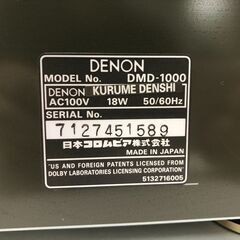 DENON
MODEL No. DMD-1000
DENON KURUME DENSHI
AC100V 18W 50/60Hz
SERIAL No.
7127451589
日本コロムビア株式会社
MADE IN JAPAN
"US AND FOREIGN PATENTS LICENSED FROM
DOLBY LABORATORIES LICENSING CORPORATION.
5132716005